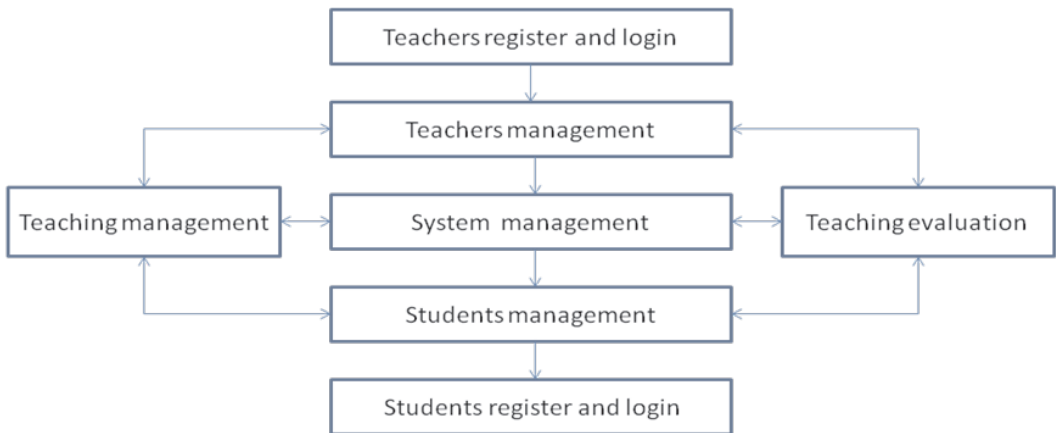 Teachers register and login
Teachers management
Teaching management
System management
Teaching evaluation
Students management
Students register and login